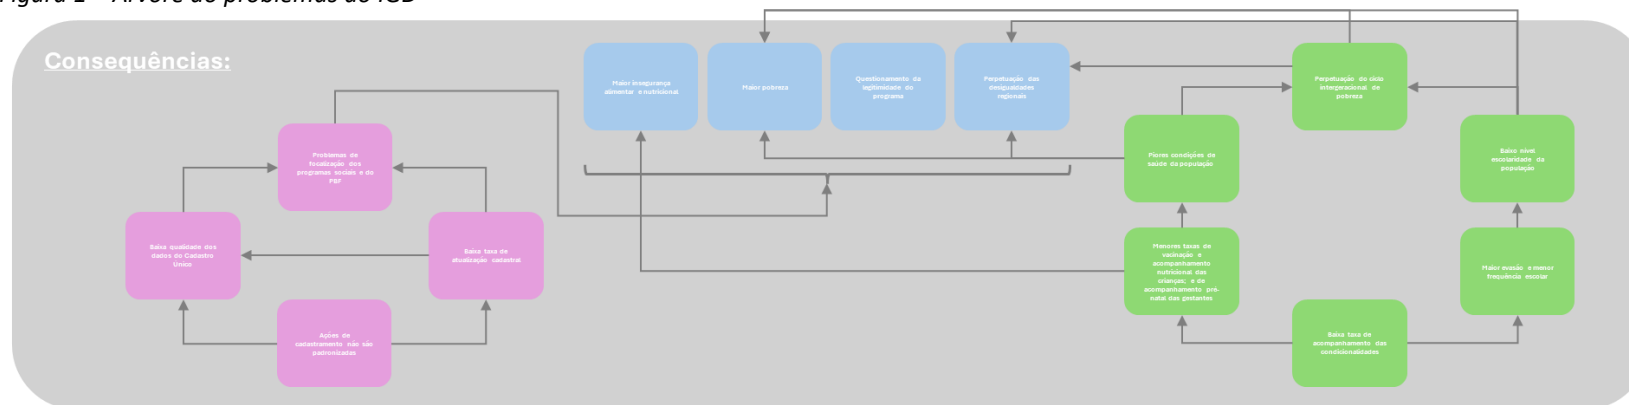 Figura 1 – Árvore do problemas do IGD
Consequências:
Maior insegurança
alimentar e nutricional
Maior pobreza
Questionamento da
legitimidade do
programa
Perpetuação das
desigualdades
regionais
Perpetuação do ciclo
intergeracional de
pobreza
Problemas de
focalização dos
programas sociais e do
PBF
Piores condições de
saúde da população
Baixo nível
escolaridade da
população
Baixa qualidade dos
dados do Cadastro
Único
Baixa taxa de
atualização cadastral
Menores taxas de
vacinação e
acompanhamento
nutricional das
crianças; e de
acompanhamento pré-
natal das gestantes
Maior evasão e menor
frequência escolar
Ações de
cadastramento não são
padronizadas
Baixa taxa de
acompanhamento das
condicionalidades